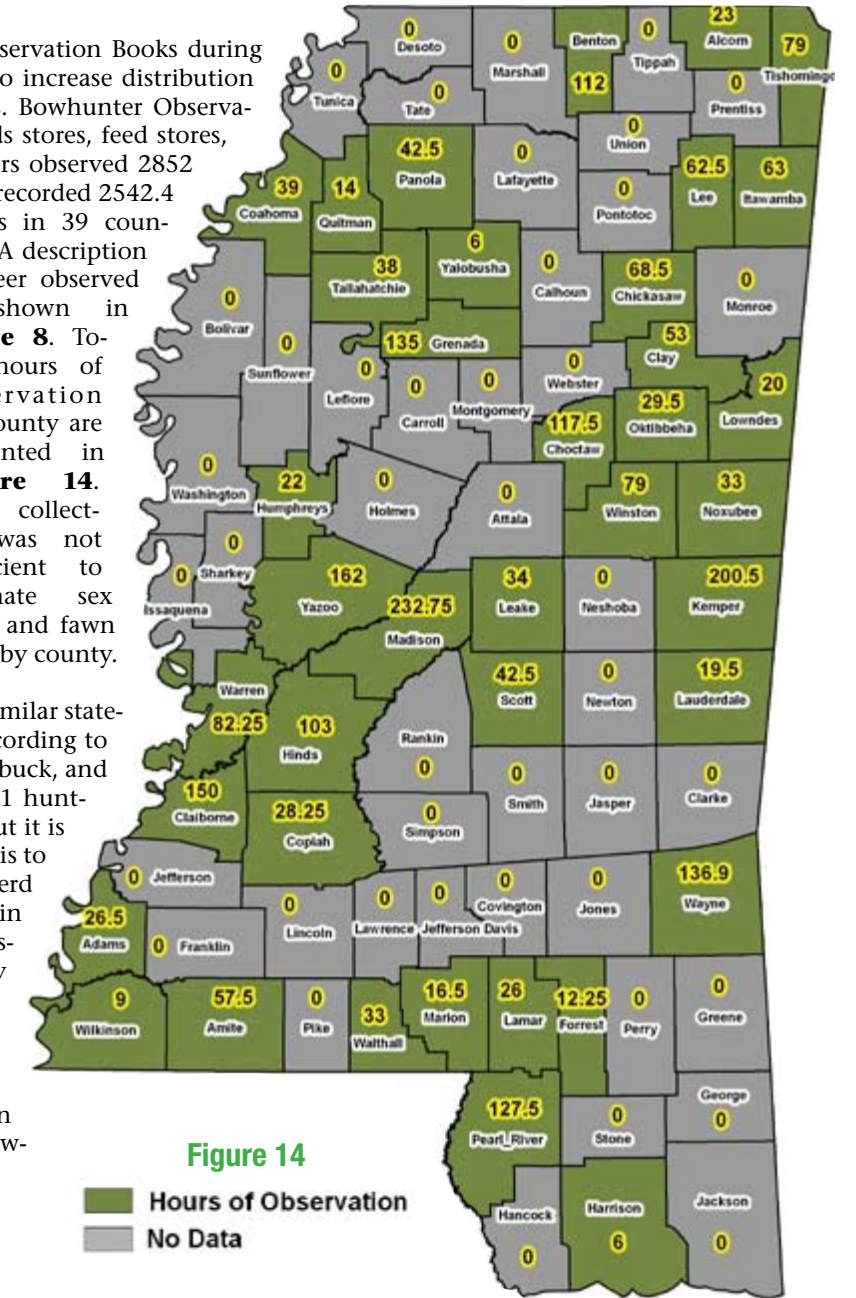 servation Books during
o increase distribution
s. Bowhunter Observa-
ls stores, feed stores,
ers observed 2852
recorded 2542.4
s in 39 coun-
A description
eer observed
shown in
e 8. To-
hours of
ervation
ounty are
nted in
re 14.
collect-
was not
cient to
nate sex
and fawn
by county.
milar state-
cording to
buck, and
1 hunt-
ut it is
is to
erd
in
s-
y
n
w-
0
Desoto
0
Marshall
Benton
112
0
Tippah
23
Alcorn
79
Tishomingo
0
Tunica
0
Tate
0
Prentiss
0
Union
42.5
Panola
0
Lafayette
0
Pontotoc
62.5
Lee
63
Itawamba
39
Coahoma
14
Quitman
38
Tallahatchie
6
Yalobusha
0
Calhoun
68.5
Chickasaw
0
Monroe
0
Bolivar
0
Sunflower
0
Leflore
135 Grenada
0
Carroll
0
Montgomery
0
Webster
53
Clay
20
Lowndes
117.5
Choctaw
29.5
Oktibbeha
0
Washington
22
Humphreys
0
Holmes
0
Attala
79
Winston
33
Noxubee
0
Sharkey
0
Issaquena
162
Yazoo
232.75
Madison
34
Leake
0
Neshoba
200.5
Kemper
Warren
82.25
103
Hinds
Rankin
0
42.5
Scott
0
Newton
19.5
Lauderdale
150
Claiborne
28.25
Copiah
0
Simpson
0
Smith
0
Jasper
0
Clarke
0 Jefferson
26.5
Adams
0 Franklin
0
Lincoln
0
Lawrence
0
Jefferson Davis
0
Covington
0
Jones
136.9
Wayne
9
Wilkinson
57.5
Amite
0
Pike
33
Walthall
16.5
Marion
26
Lamar
12.25
Forrest
0
Perry
0
Greene
127.5
Pearl_River
0
Stone
George
0
Hancock
0
Harrison
6
Jackson
0
Figure 14
Hours of Observation
No Data